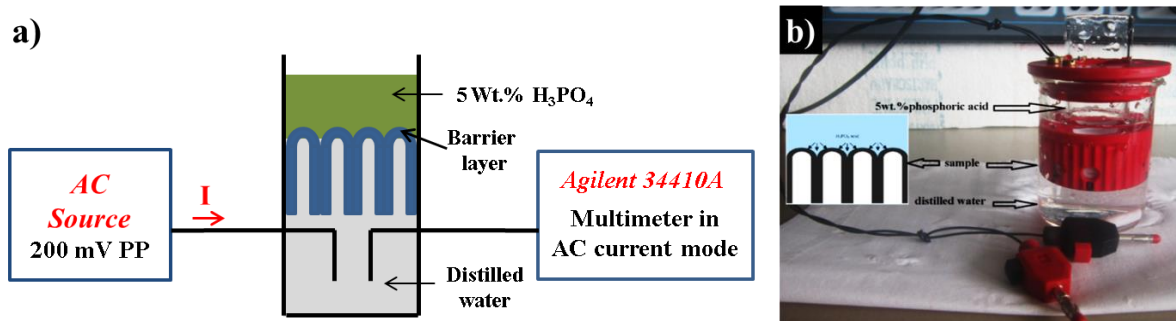 a)
5 Wt.% H₃PO₄
Barrier
layer
AC
Source
200 mV PP
I
Agilent 34410A
Multimeter in
AC current mode
Distilled
water
b)
5wt.%phosphoric acid
sample
distilled water